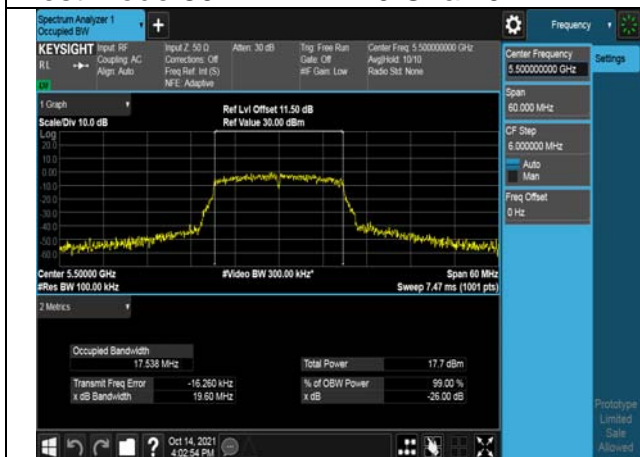 Spectrum Analyzer 1
Occupied BW
+
Frequency
KEYSIGHT
RL
Input: RF
Coupling: AC
Align: Auto
Input Z: 50 Ω
Corrections: Off
Freq Ref: Int (S)
NFE: Adaptive
Atten: 30 dB
Trig: Free Run
Gate: Off
#IF Gain: Low
Center Freq: 5.500000000 GHz
Avg|Hold: 10/10
Radio Std: None
Center Frequency
5.500000000 GHz
Settings
Span
60.000 MHz
CF Step
6.000000 MHz
Auto
Man
Freq Offset
0 Hz
1 Graph
Scale/Div 10.0 dB
Ref Lvl Offset 11.50 dB
Ref Value 30.00 dBm
Log
20.0
10.0
0.00
-10.0
-20.0
-30.0
-40.0
-50.0
-60.0
Center 5.50000 GHz
#Res BW 100.00 kHz
#Video BW 300.00 kHz*
Span 60 MHz
Sweep 7.47 ms (1001 pts)
2 Metrics
Occupied Bandwidth
17.538 MHz
Total Power 17.7 dBm
Transmit Freq Error -16.260 kHz
% of OBW Power 99.00 %
x dB Bandwidth 19.60 MHz
x dB -26.00 dB
Prototype
Limited
Sale
Allowed
?
Oct 14, 2021
4:02:54 PM